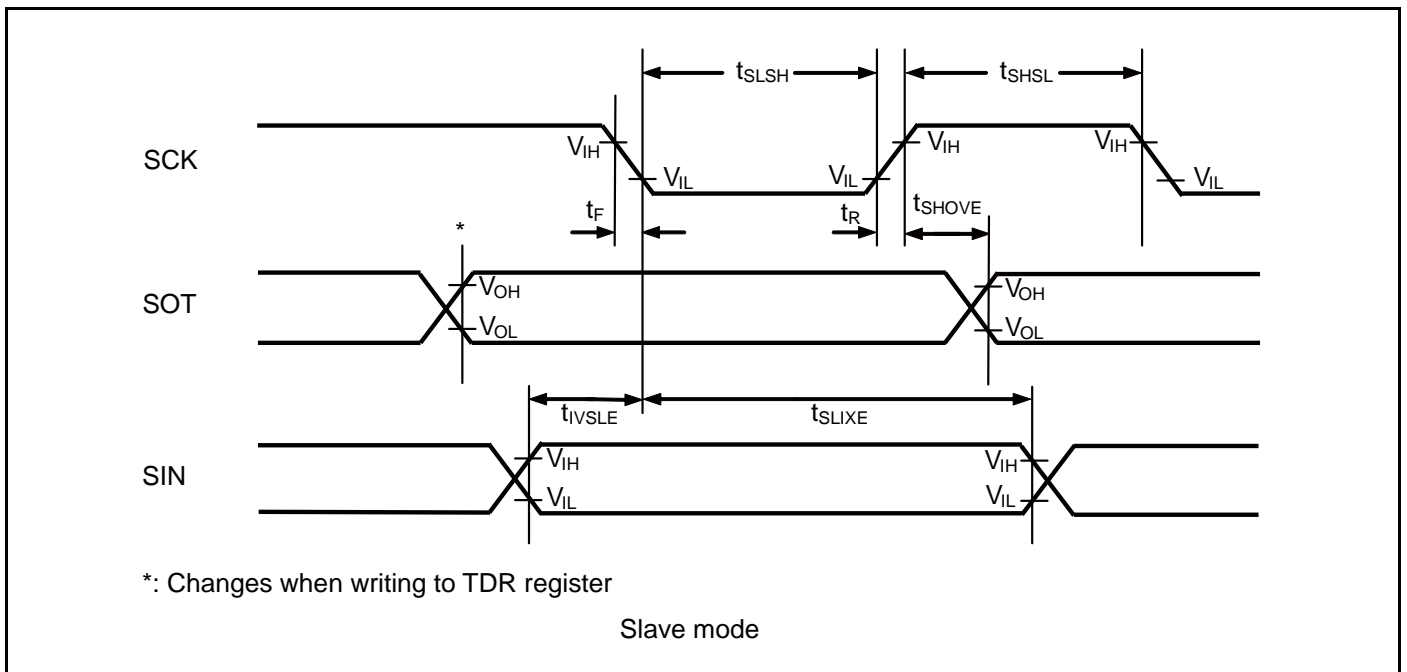 tSLSH tSHSL
SCK VIH VIL VIL VIH VIH VIL
tF tR tSHOVE
*
SOT VOH VOL VOH VOL
tIVSLE tSLIXE
SIN VIH VIL VIH VIL
*: Changes when writing to TDR register
Slave mode